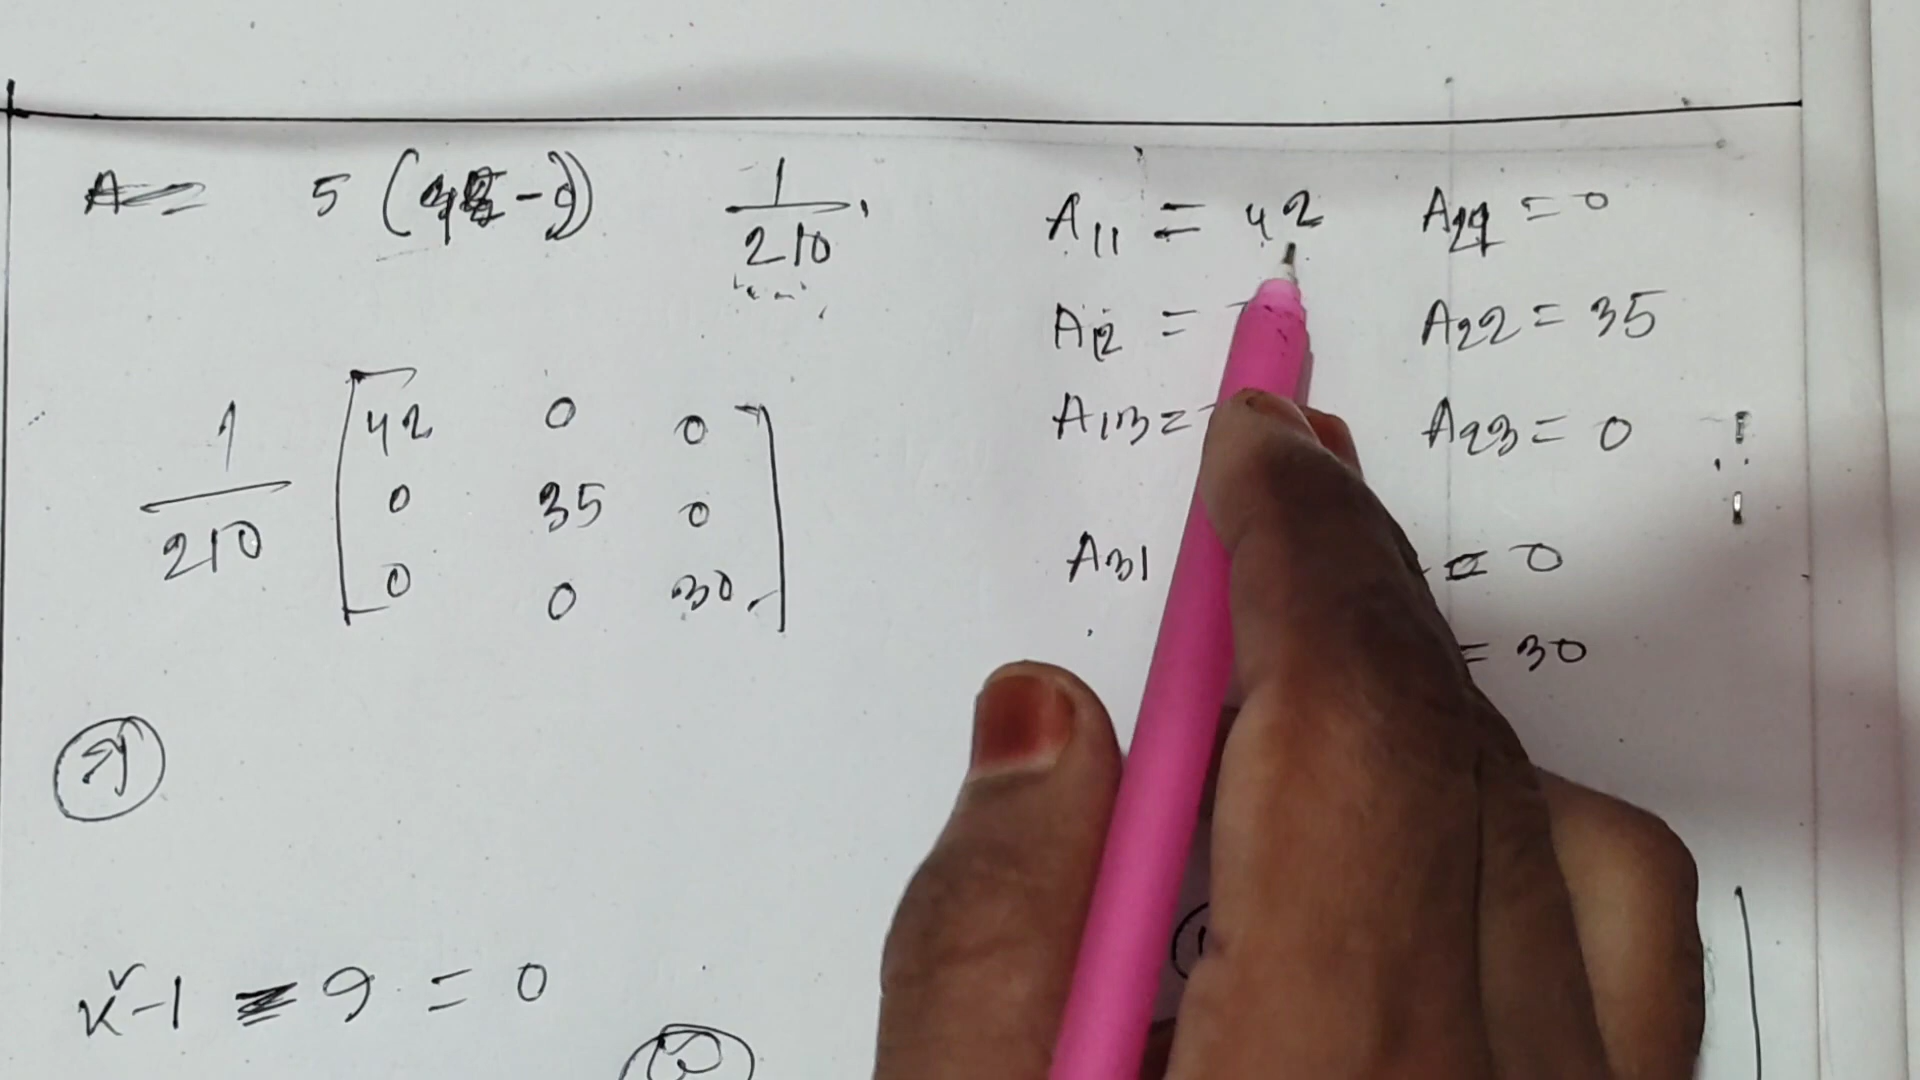 5 (42-0) 1/210
1/210 [42 0 0
0 35 0
0 0 30]
x²-1 - 9 = 0
A11 = 42 A21 = 0
A12 = A22 = 35
A13 = A23 = 0
A31 = 0
= 30